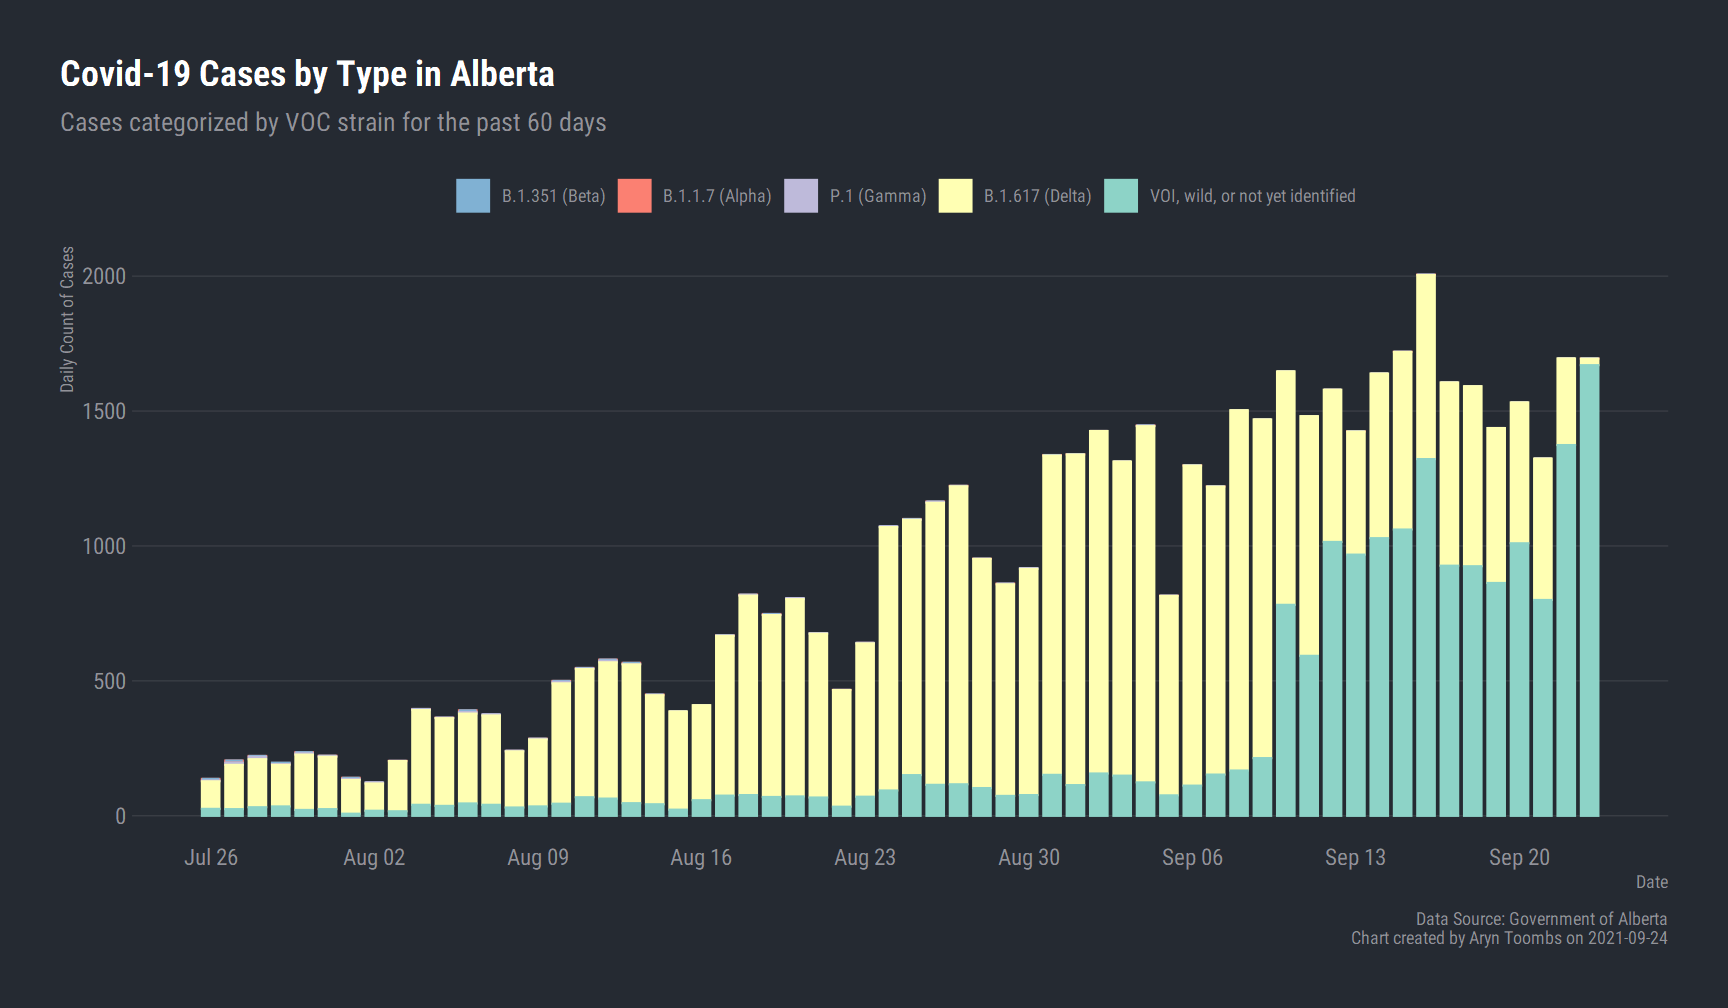 Covid-19 Cases by Type in Alberta
Cases categorized by VOC strain for the past 60 days
B.1.351 (Beta) B.1.1.7 (Alpha) P.1 (Gamma) B.1.617 (Delta) VOI, wild, or not yet identified
Daily Count of Cases
2000
1500
1000
500
0
Jul 26 Aug 02 Aug 09 Aug 16 Aug 23 Aug 30 Sep 06 Sep 13 Sep 20
Date
Data Source: Government of Alberta
Chart created by Aryn Toombs on 2021-09-24